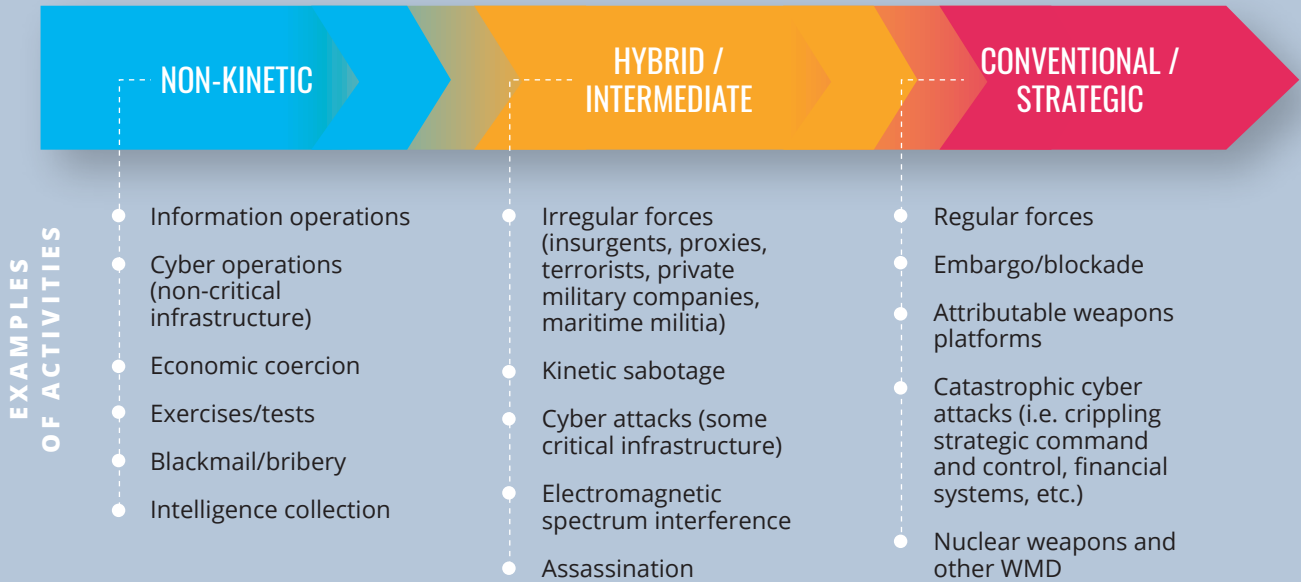 NON-KINETIC
HYBRID /
INTERMEDIATE
CONVENTIONAL /
STRATEGIC
EXAMPLES
OF ACTIVITIES
Information operations
Cyber operations
(non-critical
infrastructure)
Economic coercion
Exercises/tests
Blackmail/bribery
Intelligence collection
Irregular forces
(insurgents, proxies,
terrorists, private
military companies,
maritime militia)
Kinetic sabotage
Cyber attacks (some
critical infrastructure)
Electromagnetic
spectrum interference
Assassination
Regular forces
Embargo/blockade
Attributable weapons
platforms
Catastrophic cyber
attacks (i.e. crippling
strategic command
and control, financial
systems, etc.)
Nuclear weapons and
other WMD